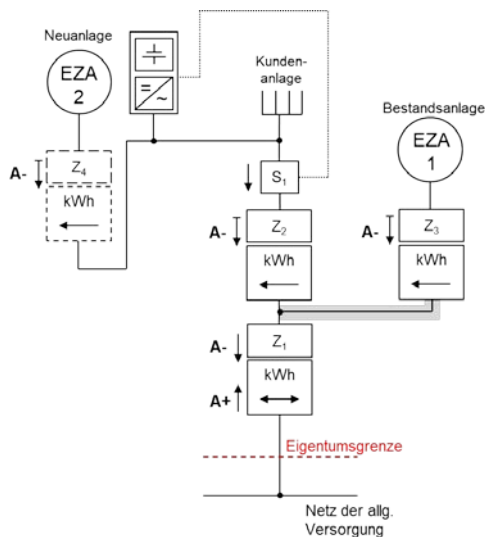 Neuanlage
EZA
2
=
~
Kunden-
anlage
Bestandsanlage
EZA
1
A-
Z4
kWh
S1
A-
Z2
kWh
A-
Z3
kWh
A-
Z1
kWh
A+
Eigentumsgrenze
Netz der allg.
Versorgung